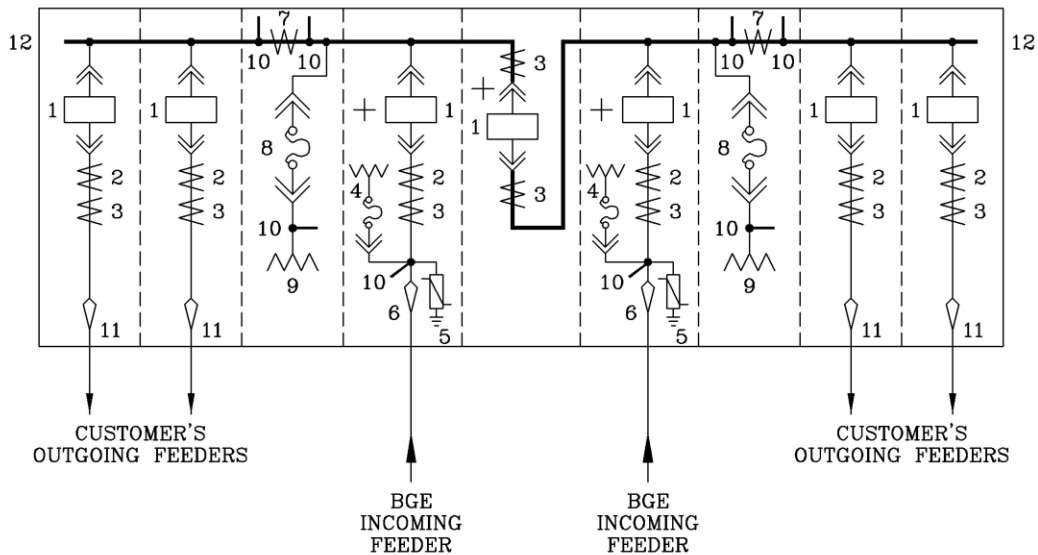 7 7
12 10 10 3 10 10 12
1 1 + 1 + 1 + 1 1 1
8 8
2 2 4 2 3 4 2 2 2
3 3 3 3 3 3
10 10
9 10 10 9
11 11 6 5 6 5 11 11
CUSTOMER'S
OUTGOING FEEDERS
CUSTOMER'S
OUTGOING FEEDERS
BGE
INCOMING
FEEDER
BGE
INCOMING
FEEDER